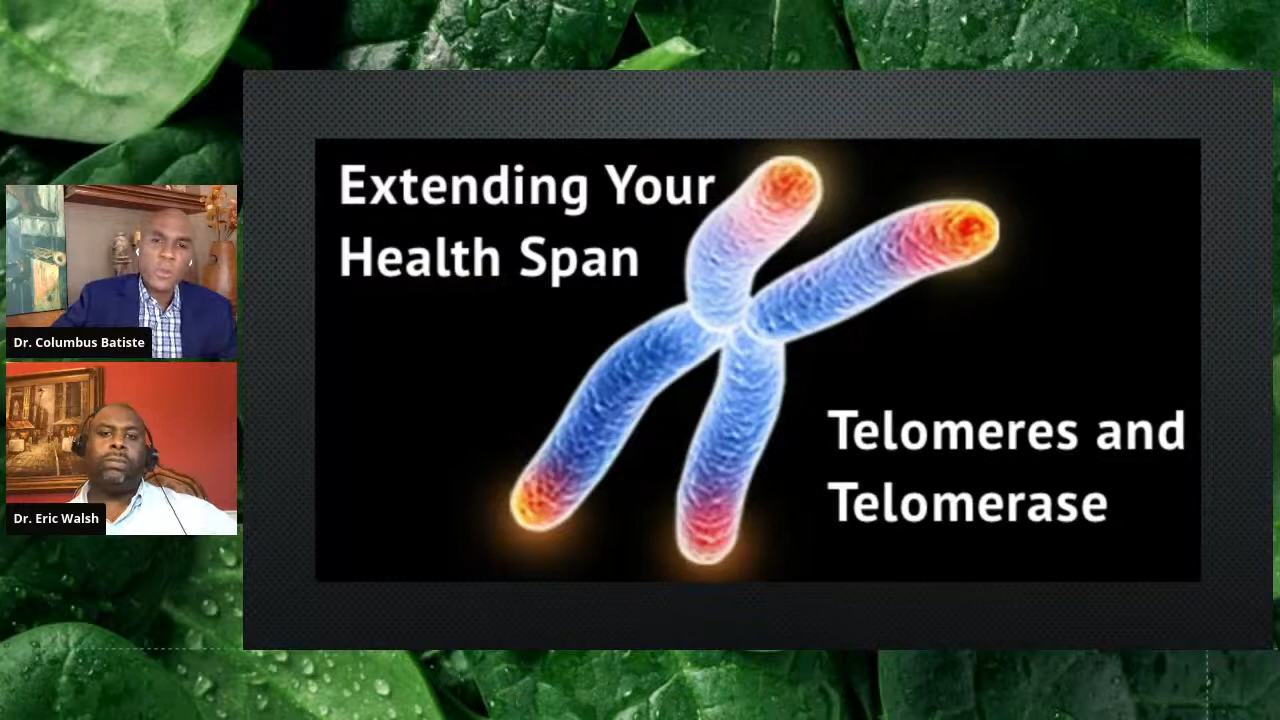 Extending Your
Health Span
Telomeres and
Telomerase
Dr. Columbus Batiste
Dr. Eric Walsh